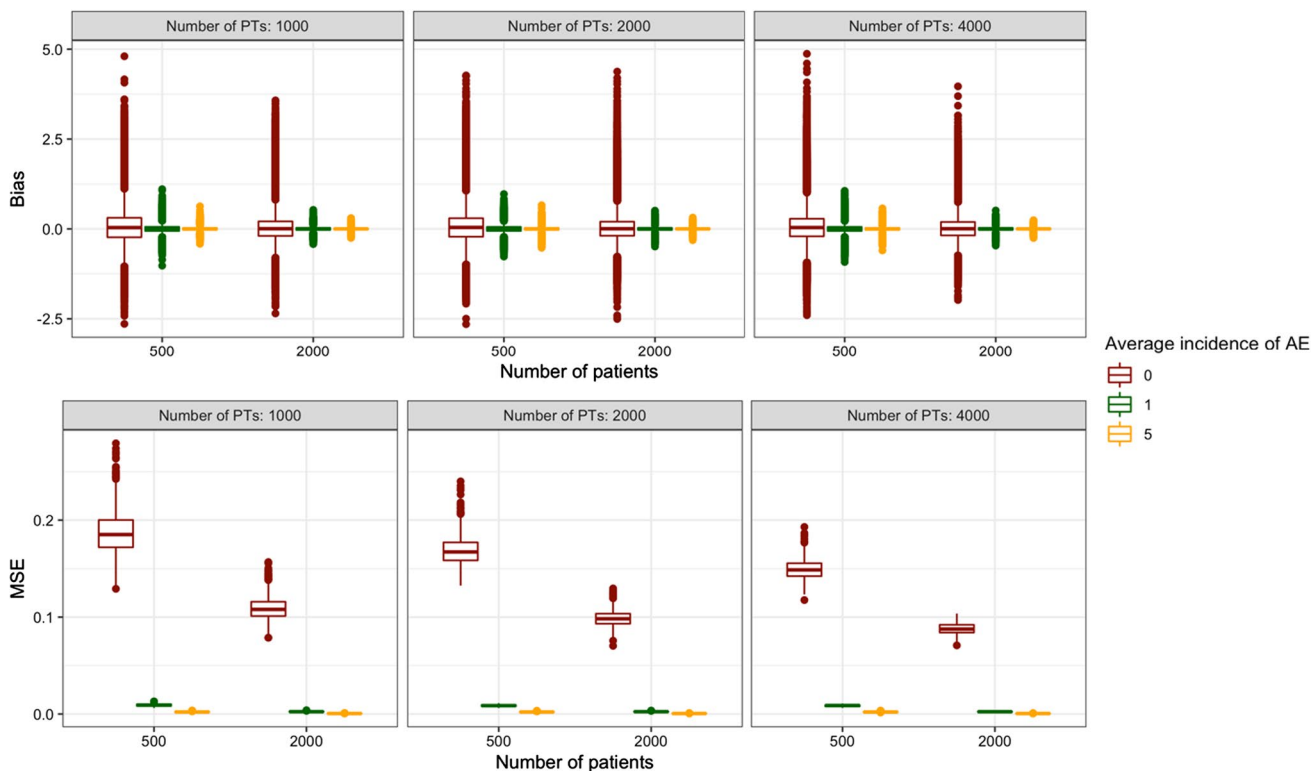 Number of PTs: 1000
Number of PTs: 2000
Number of PTs: 4000
Bias
5.0
2.5
0.0
-2.5
500
2000
500
2000
500
2000
Number of patients
Average incidence of AE
0
1
5
Number of PTs: 1000
Number of PTs: 2000
Number of PTs: 4000
MSE
0.2
0.1
0.0
500
2000
500
2000
500
2000
Number of patients